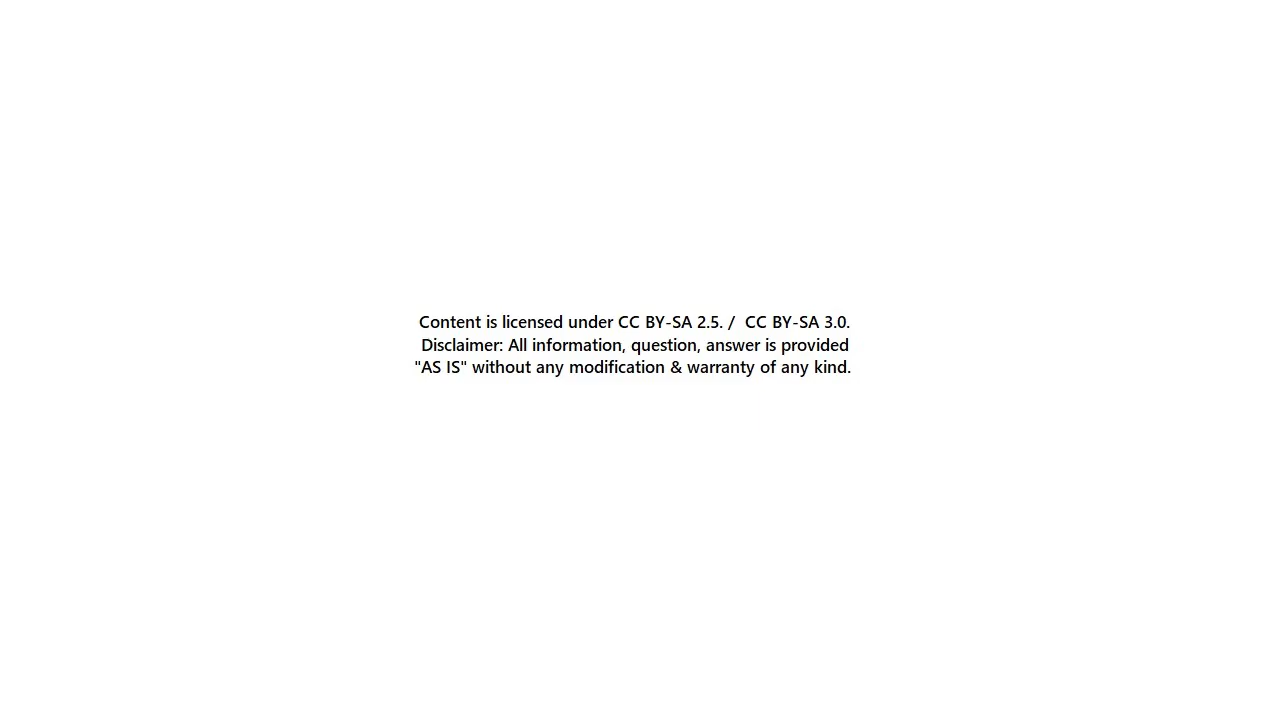 Content is licensed under CC BY-SA 2.5. / CC BY-SA 3.0.
Disclaimer: All information, question, answer is provided
"AS IS" without any modification & warranty of any kind.